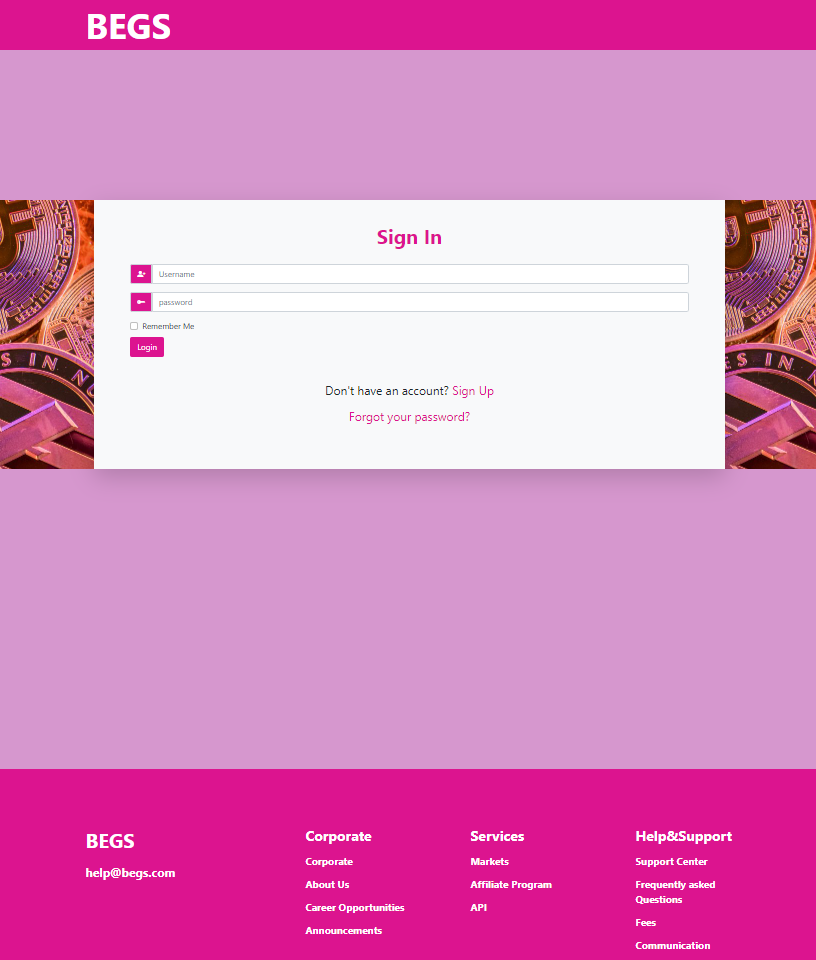 BEGS
Sign In
Username
password
Remember Me
Login
Don't have an account? Sign Up
Forgot your password?
BEGS
help@begs.com
Corporate
Corporate
About Us
Career Opportunities
Announcements
Services
Markets
Affiliate Program
API
Help&Support
Support Center
Frequently asked
Questions
Fees
Communication